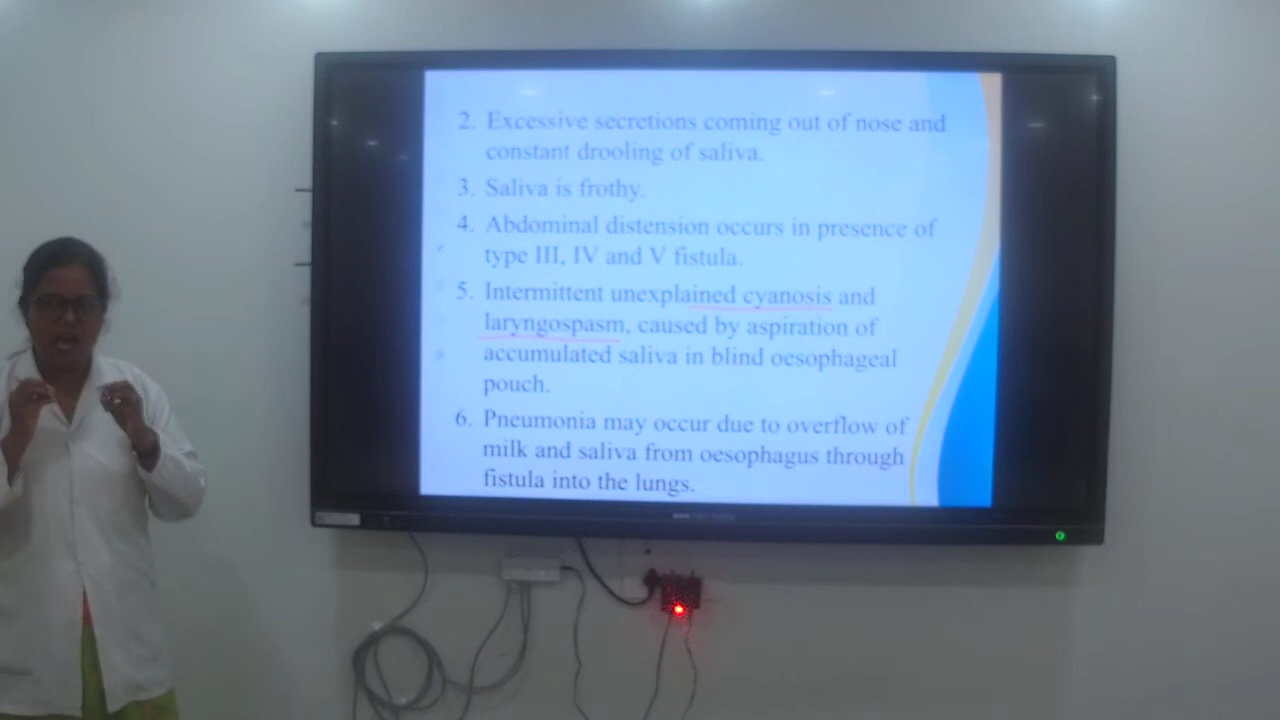 2. Excessive secretions coming out of nose and
constant drooling of saliva.
3. Saliva is frothy.
4. Abdominal distension occurs in presence of
type III, IV and V fistula.
5. Intermittent unexplained cyanosis and
laryngospasm, caused by aspiration of
accumulated saliva in blind oesophageal
pouch.
6. Pneumonia may occur due to overflow of
milk and saliva from oesophagus through
fistula into the lungs.